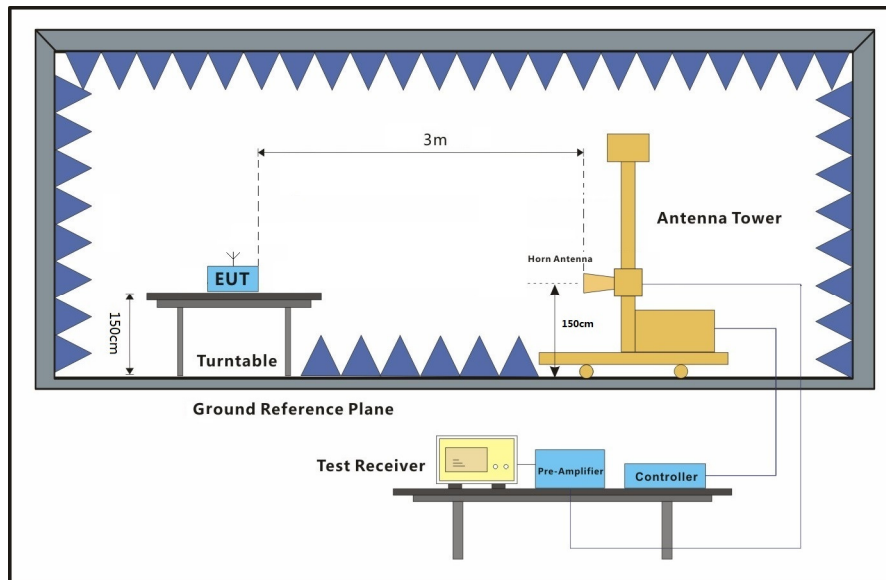 3m
Antenna Tower
Horn Antenna
EUT
150cm
150cm
Turntable
Ground Reference Plane
Test Receiver
Pre-Amplifier
Controller